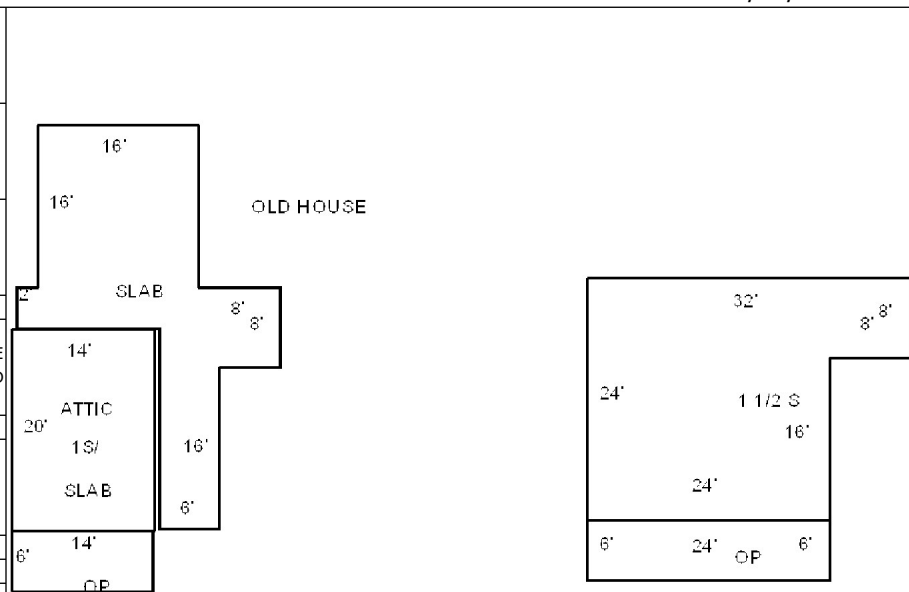 16'
16'
OLD HOUSE
2'
SLAB
8'
8'
14'
ATTIC
20'
1S/
SLAB
16'
6'
14'
6'
OP
32'
8'
8'
24'
1 1/2 S
16'
24'
6'
24'
6'
OP